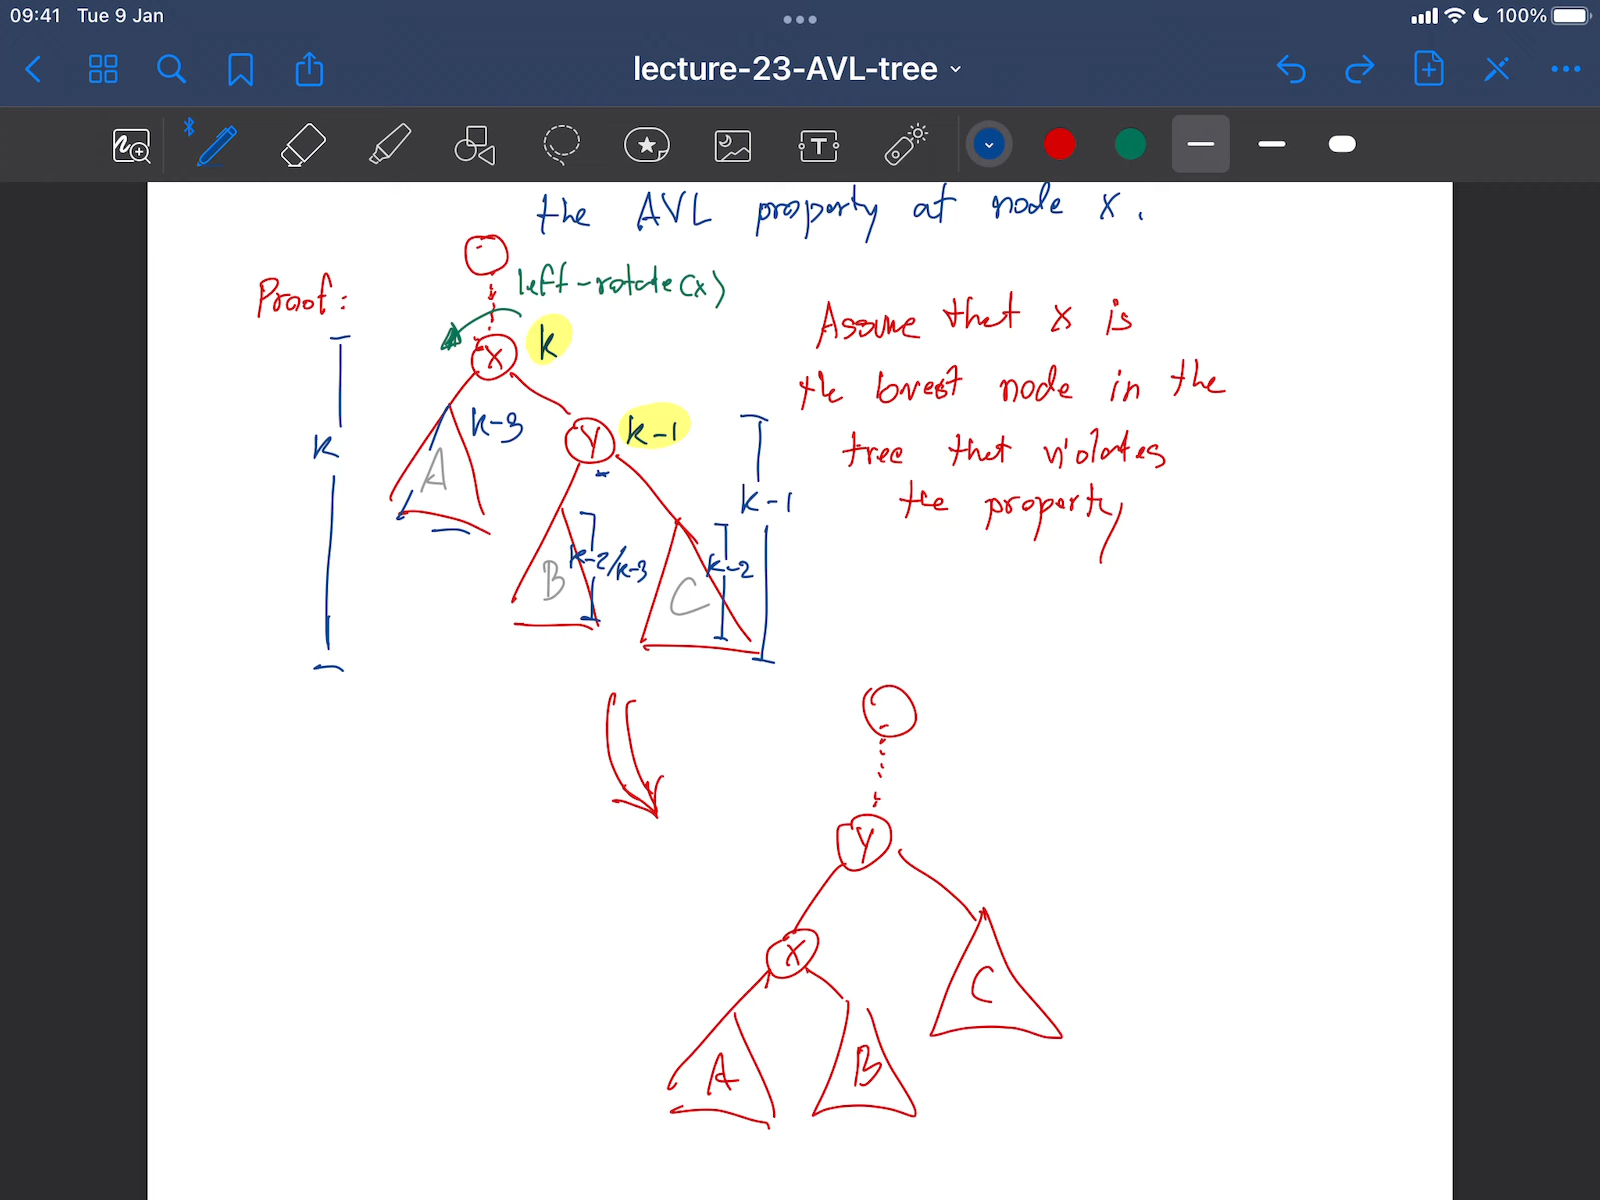 09:41 Tue 9 Jan
100%
lecture-23-AVL-tree
T
the AVL property at node x.
Proof:
left-rotate(x)
x k
k-3
y k-1
k
A
k-1
B
k-2/k-3
C
k-2
Assume that x is
the lowest node in the
tree that violates
the property
y
x
C
A
B